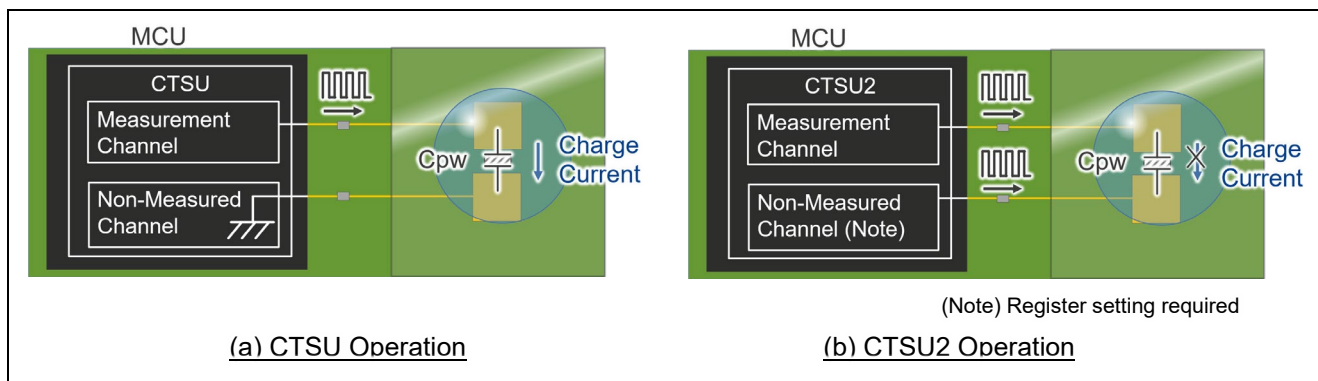 MCU
CTSU
Measurement
Channel
Non-Measured
Channel
Cpw
Charge
Current
(a) CTSU Operation
MCU
CTSU2
Measurement
Channel
Non-Measured
Channel (Note)
Cpw
Charge
Current
(Note) Register setting required
(b) CTSU2 Operation